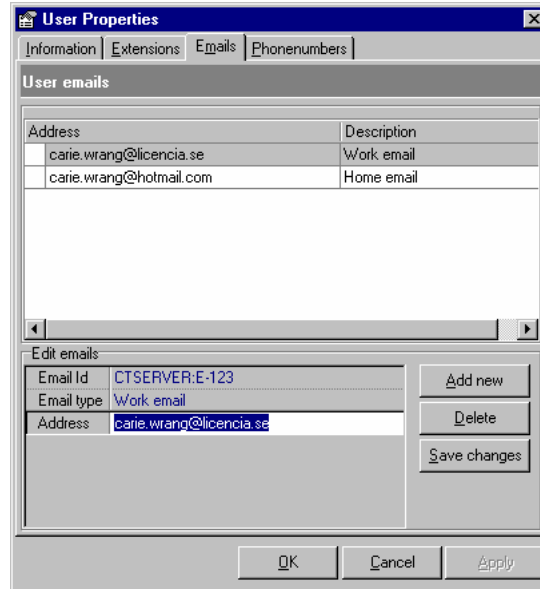 User Properties
Information Extensions Emails Phonenumbers
User emails
Address Description
carie.wrang@licencia.se Work email
carie.wrang@hotmail.com Home email
Edit emails
Email Id CTSERVER:E-123
Email type Work email
Address carie.wrang@licencia.se
Add new
Delete
Save changes
OK Cancel Apply